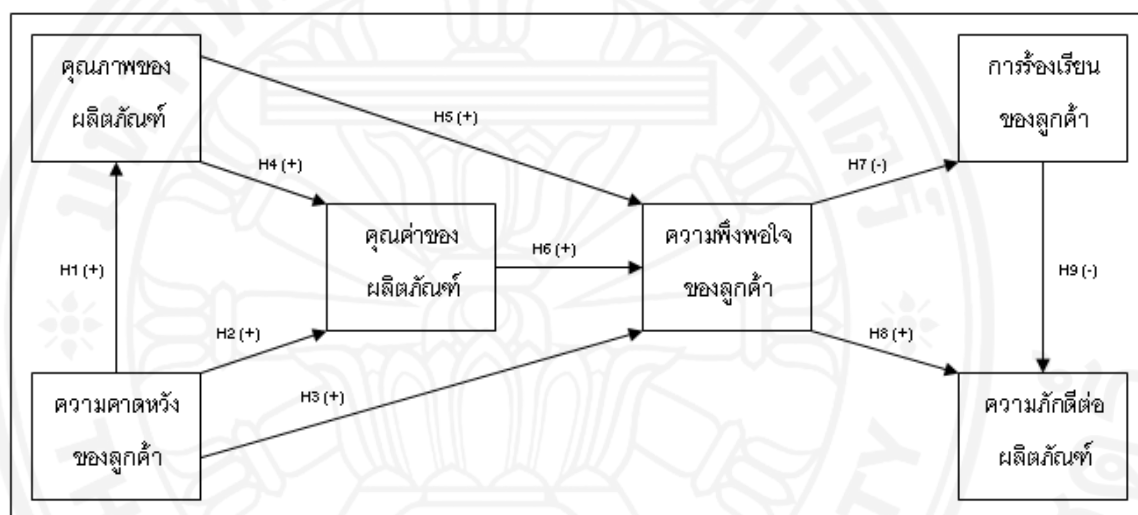 คุณภาพของ
ผลิตภัณฑ์
การร้องเรียน
ของลูกค้า
H5 (+)
H4 (+)
H7 (-)
คุณค่าของ
ผลิตภัณฑ์
ความพึงพอใจ
ของลูกค้า
H6 (+)
H1 (+)
H9 (-)
H2 (+)
H8 (+)
H3 (+)
ความคาดหวัง
ของลูกค้า
ความภักดีต่อ
ผลิตภัณฑ์